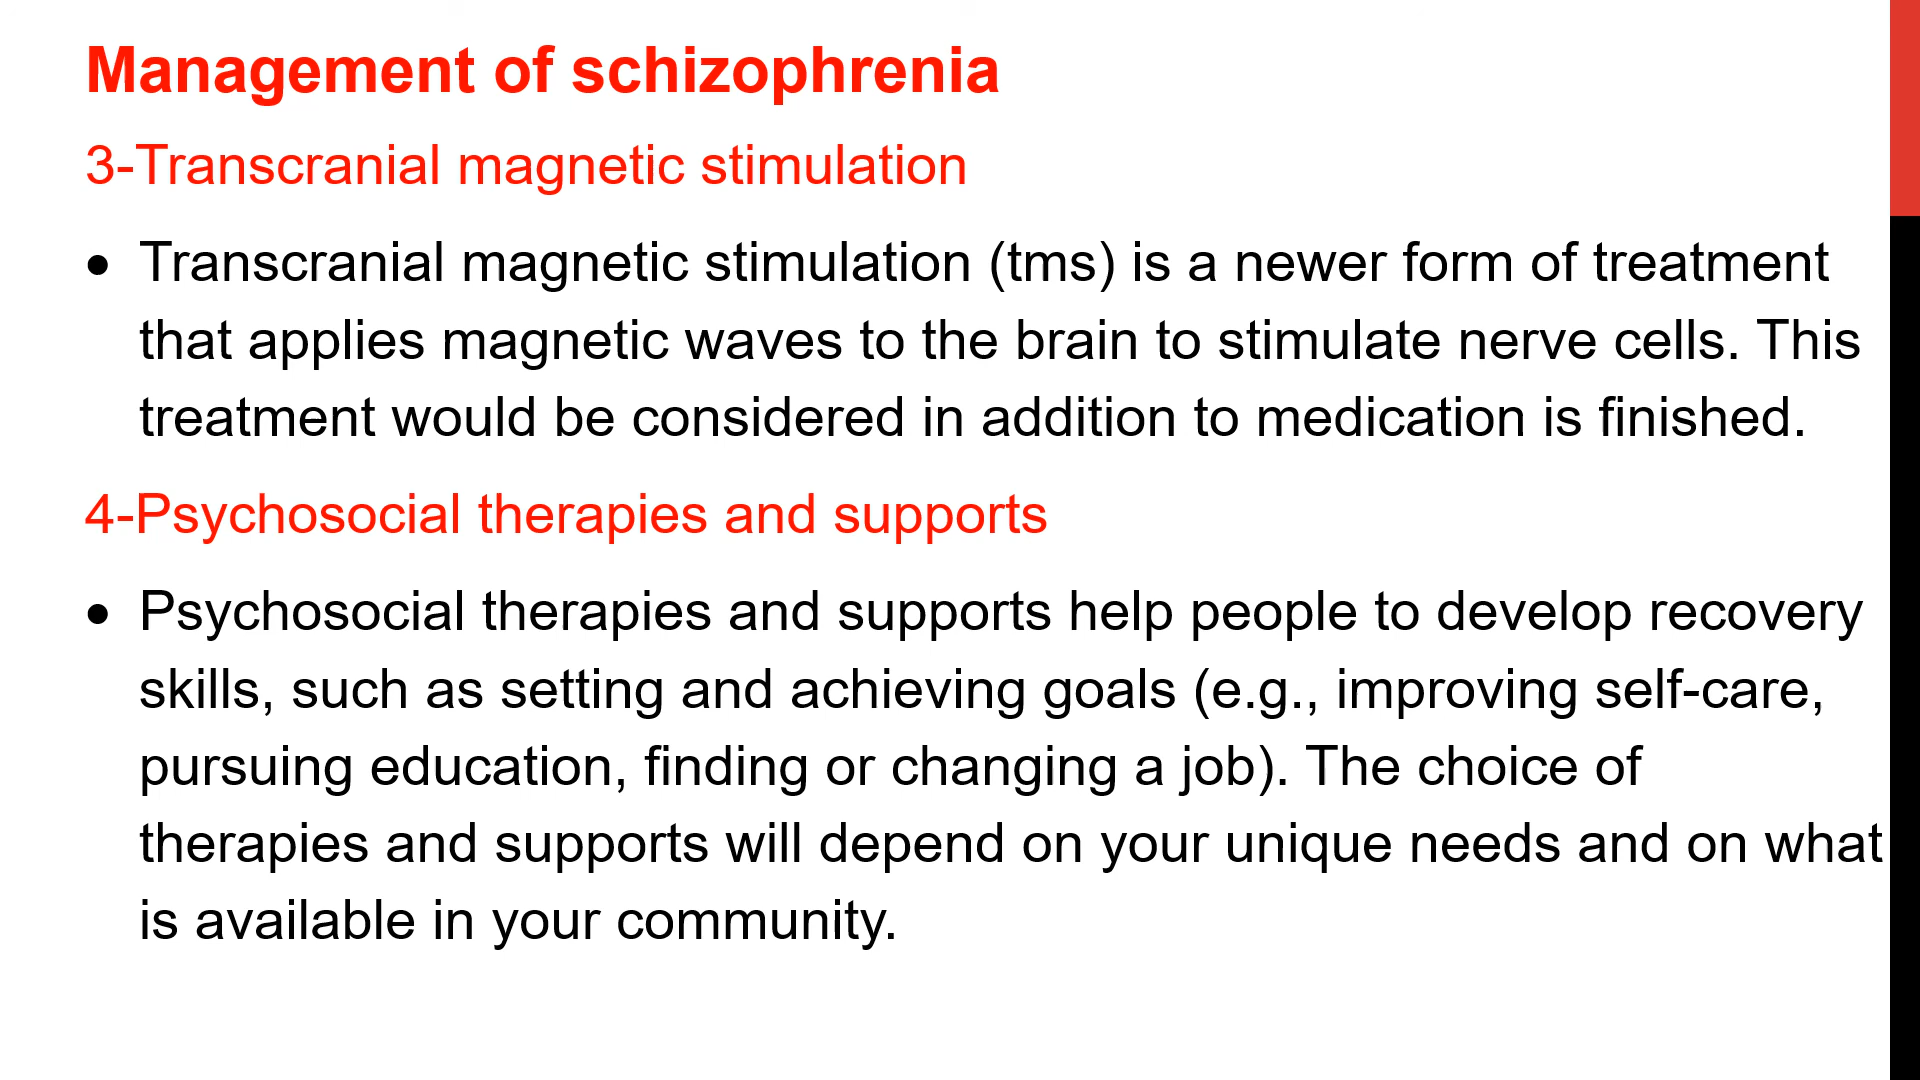 Management of schizophrenia
3-Transcranial magnetic stimulation
• Transcranial magnetic stimulation (tms) is a newer form of treatment
that applies magnetic waves to the brain to stimulate nerve cells. This
treatment would be considered in addition to medication is finished.
4-Psychosocial therapies and supports
• Psychosocial therapies and supports help people to develop recovery
skills, such as setting and achieving goals (e.g., improving self-care,
pursuing education, finding or changing a job). The choice of
therapies and supports will depend on your unique needs and on what
is available in your community.